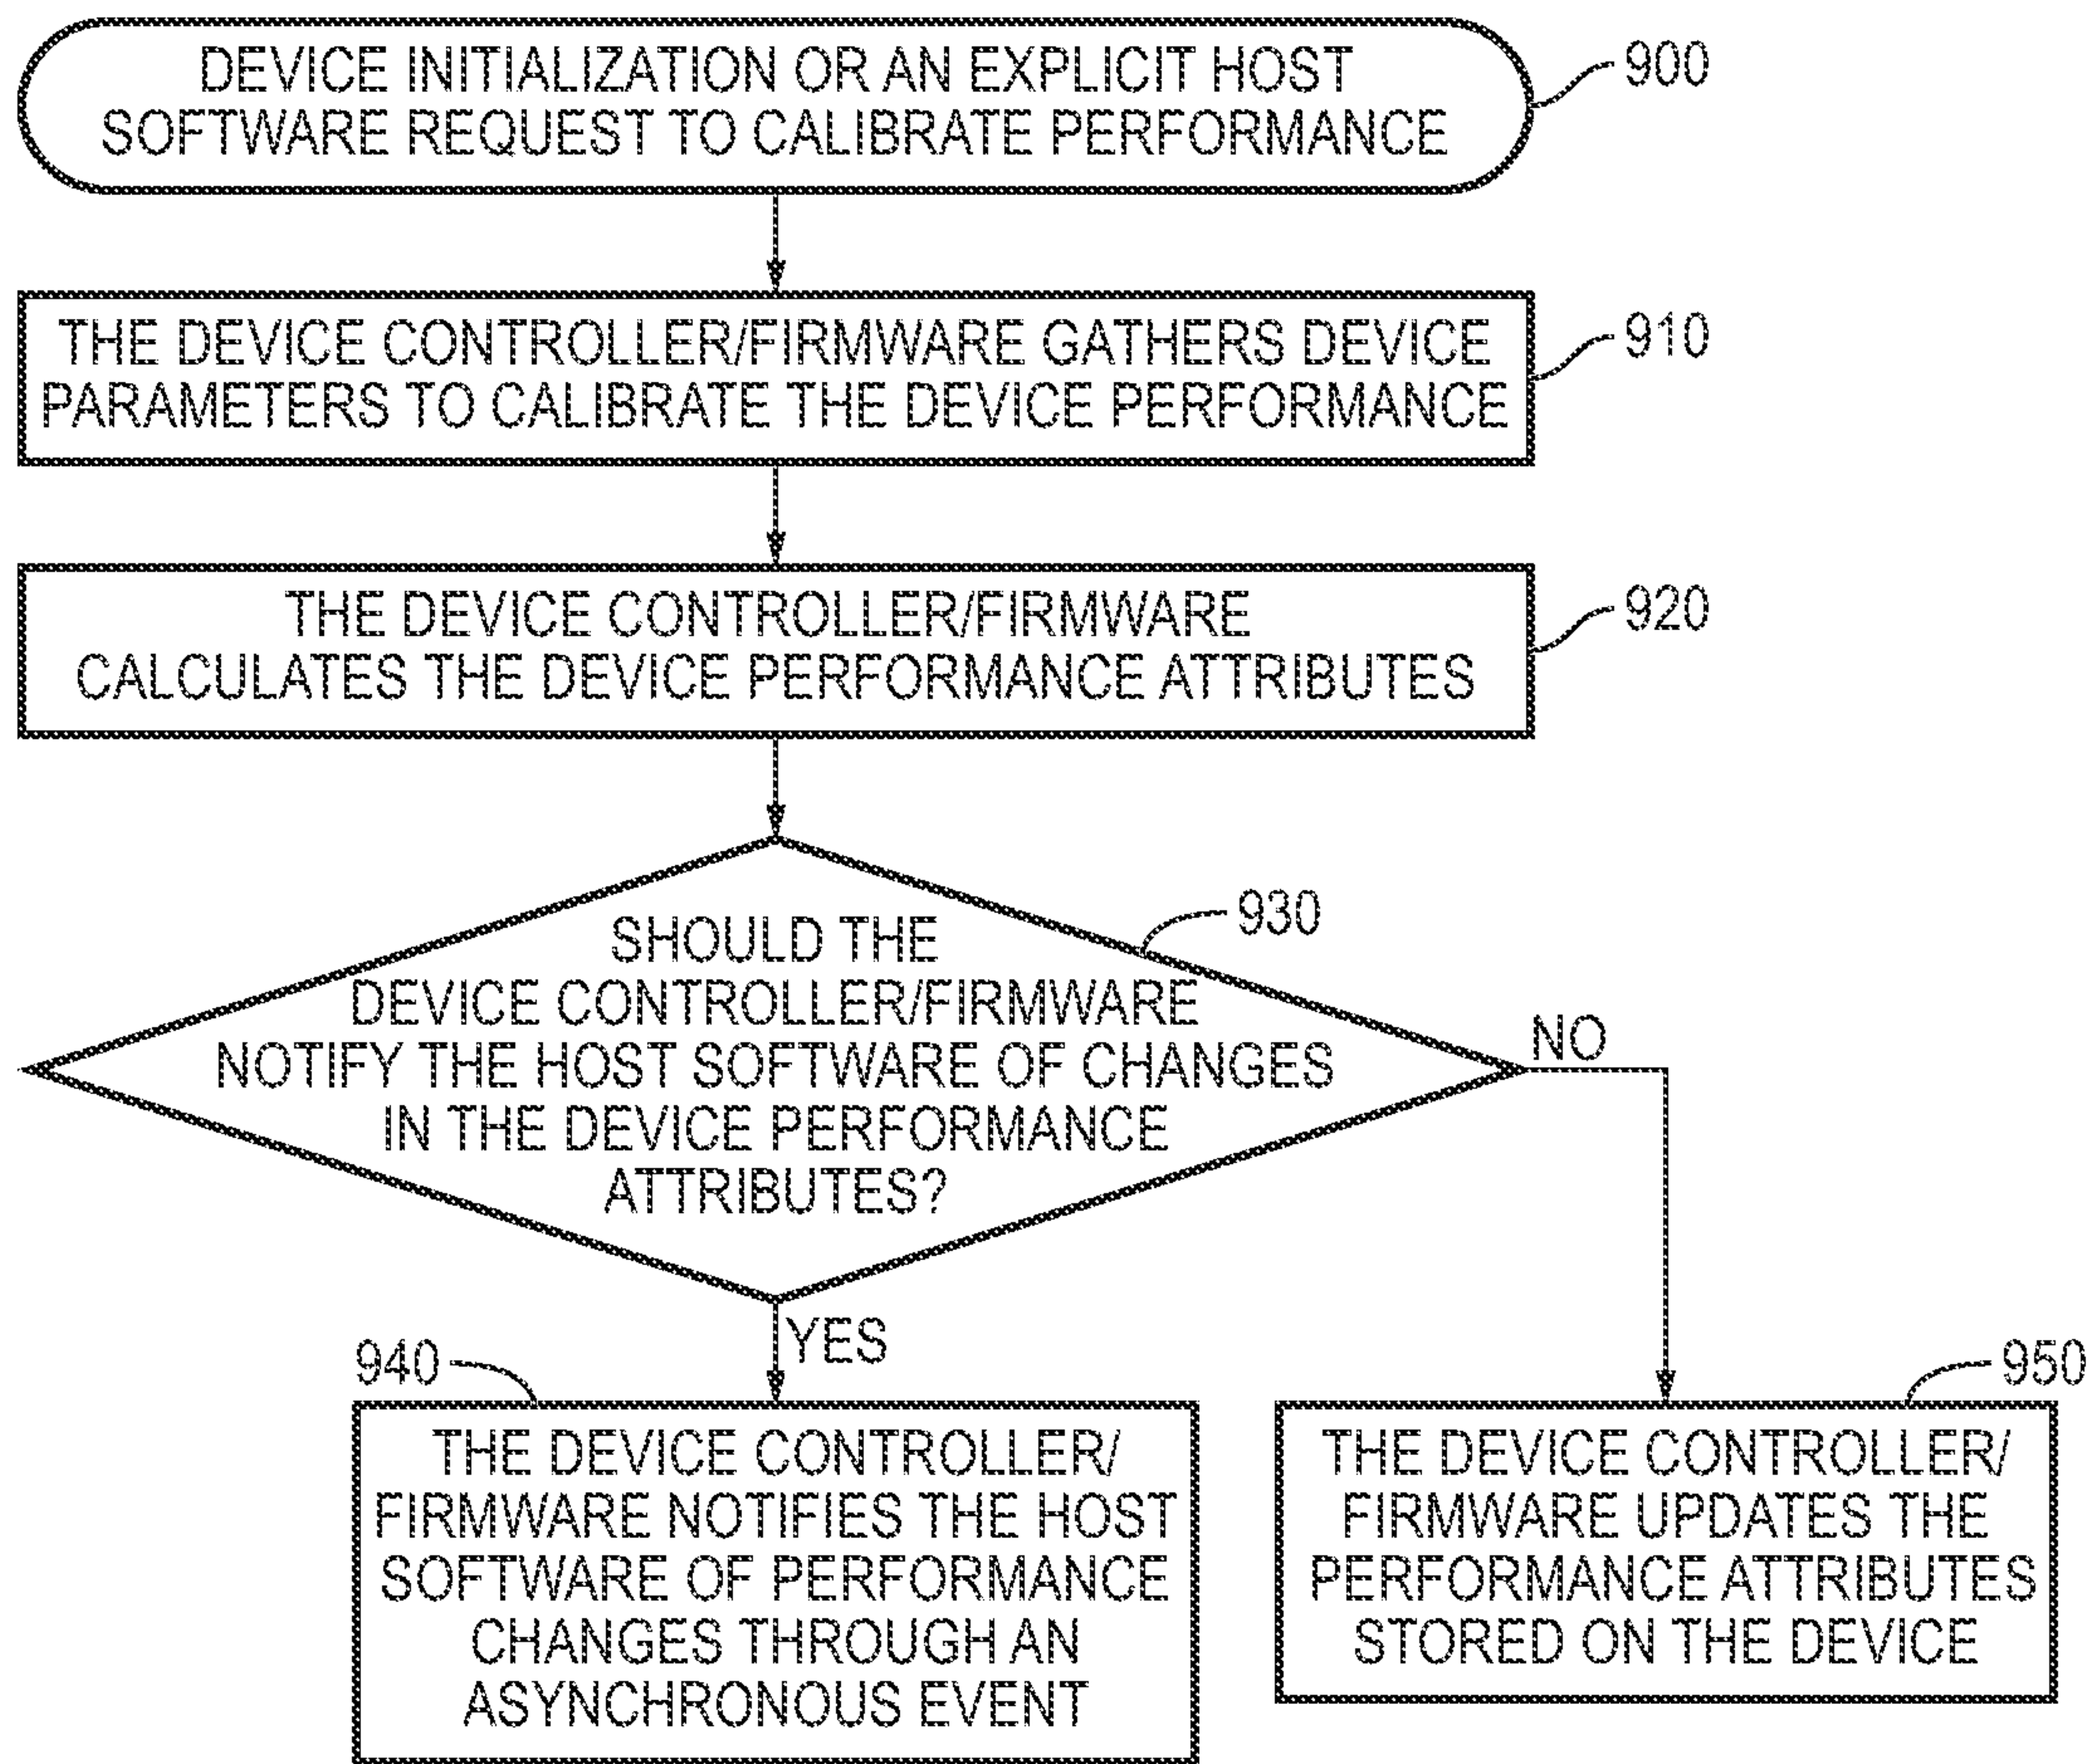 DEVICE INITIALIZATION OR AN EXPLICIT HOST
SOFTWARE REQUEST TO CALIBRATE PERFORMANCE
900
THE DEVICE CONTROLLER/FIRMWARE GATHERS DEVICE
PARAMETERS TO CALIBRATE THE DEVICE PERFORMANCE
910
THE DEVICE CONTROLLER/FIRMWARE
CALCULATES THE DEVICE PERFORMANCE ATTRIBUTES
920
SHOULD THE
DEVICE CONTROLLER/FIRMWARE
NOTIFY THE HOST SOFTWARE OF CHANGES
IN THE DEVICE PERFORMANCE
ATTRIBUTES?
930
NO
YES
940
THE DEVICE CONTROLLER/
FIRMWARE NOTIFIES THE HOST
SOFTWARE OF PERFORMANCE
CHANGES THROUGH AN
ASYNCHRONOUS EVENT
950
THE DEVICE CONTROLLER/
FIRMWARE UPDATES THE
PERFORMANCE ATTRIBUTES
STORED ON THE DEVICE